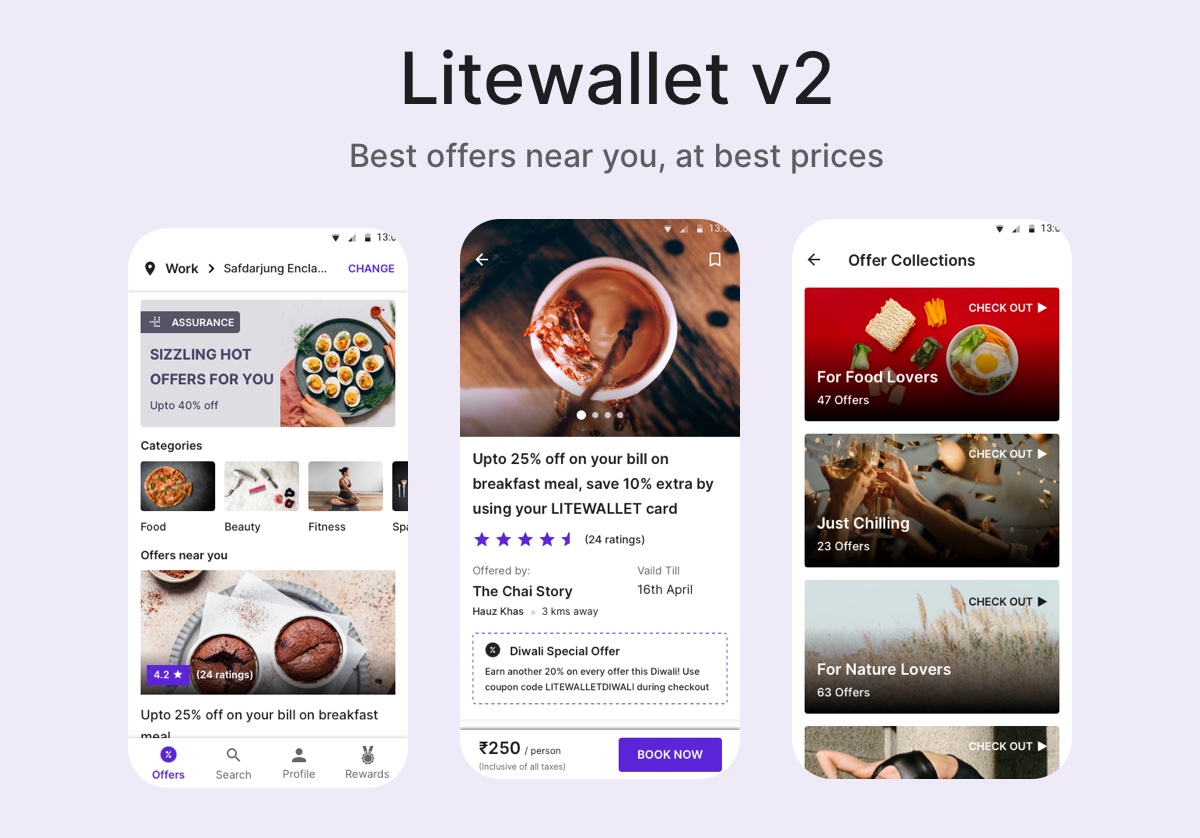 Litewallet v2
Best offers near you, at best prices
13:0
Work
Safdarjung Encla...
CHANGE
ASSURANCE
SIZZLING HOT
OFFERS FOR YOU
Upto 40% off
Categories
Food
Beauty
Fitness
Spa
Offers near you
4.2 ★ (24 ratings)
Upto 25% off on your bill on breakfast
meal
Offers
Search
Profile
Rewards
13:0
Upto 25% off on your bill on
breakfast meal, save 10% extra by
using your LITEWALLET card
(24 ratings)
Offered by:
The Chai Story
Hauz Khas
3 kms away
Vaild Till
16th April
Diwali Special Offer
Earn another 20% on every offer this Diwali! Use
coupon code LITEWALLETDIWALI during checkout
₹250 / person
(Inclusive of all taxes)
BOOK NOW
13:0
Offer Collections
CHECK OUT ▶
For Food Lovers
47 Offers
CHECK OUT ▶
Just Chilling
23 Offers
CHECK OUT ▶
For Nature Lovers
63 Offers
CHECK OUT ▶